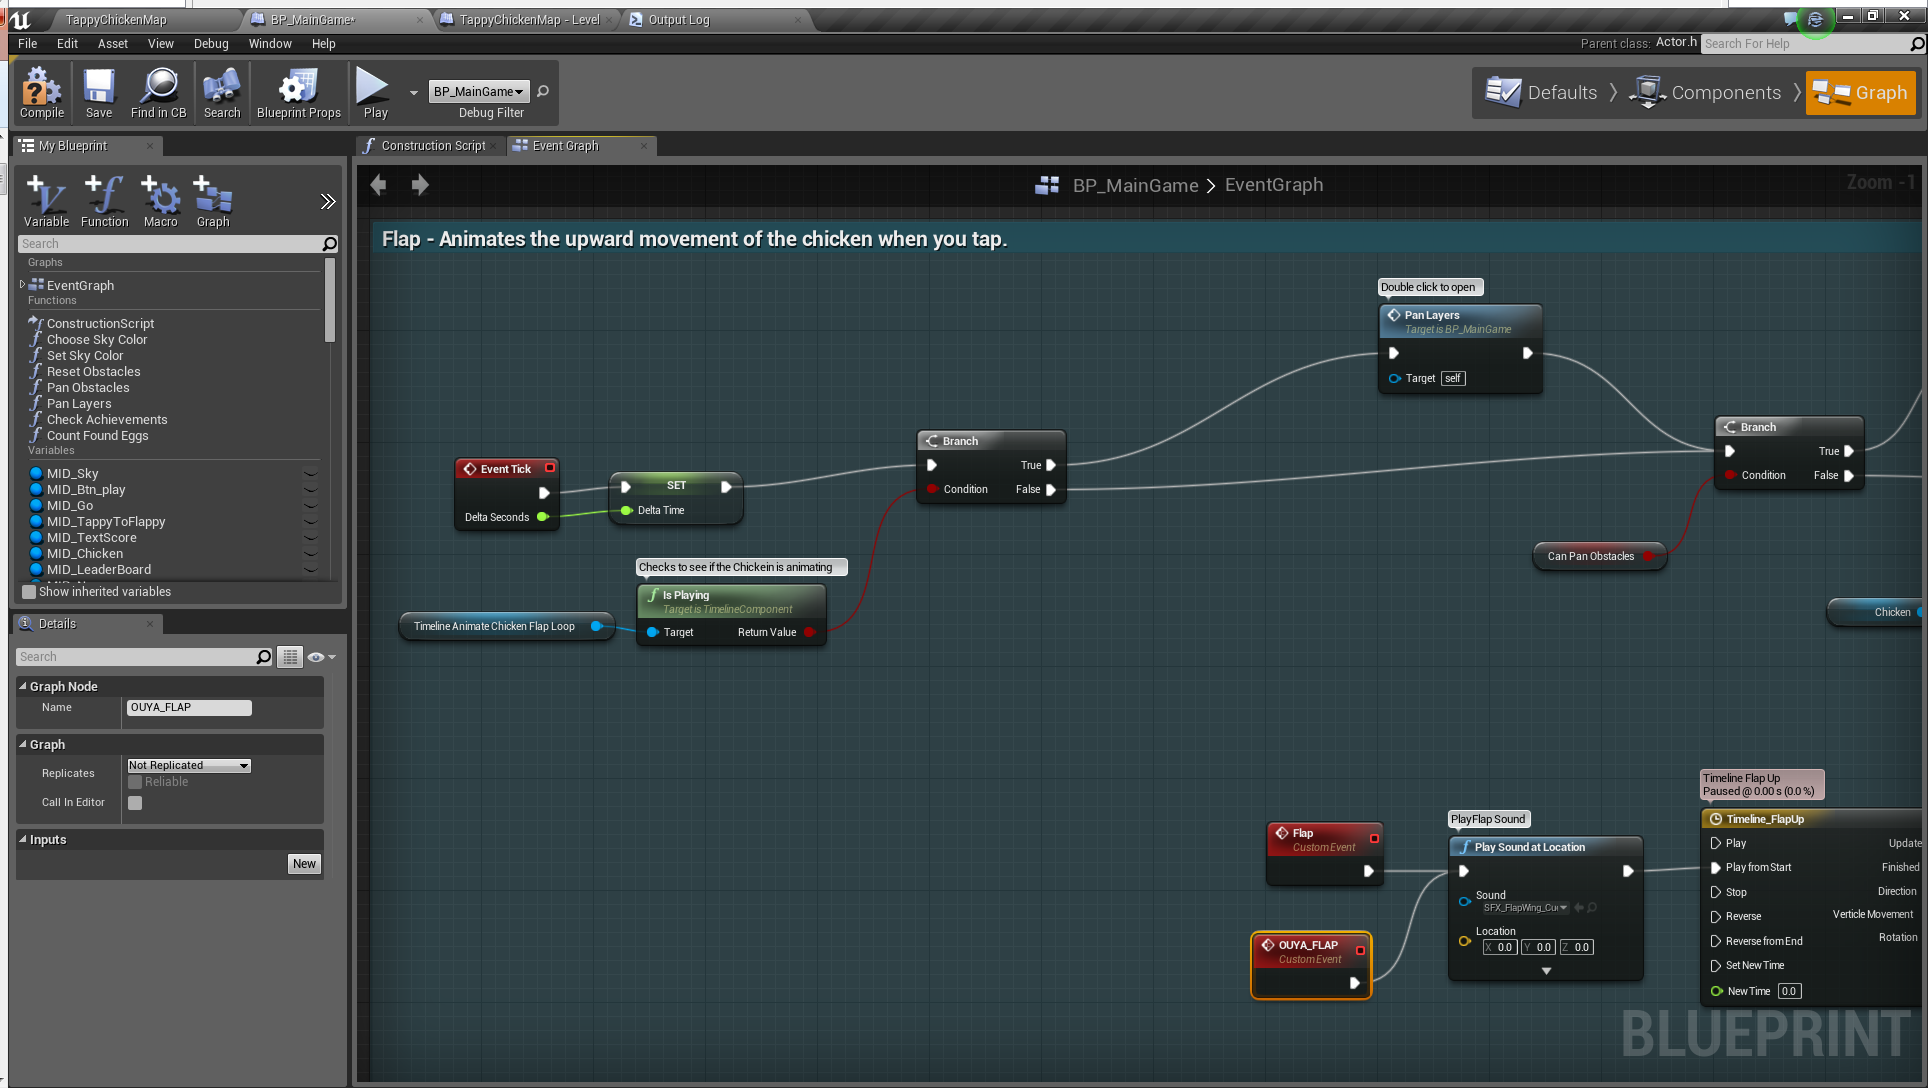 TappyChickenMap
BP_MainGame*
TappyChickenMap - Level
Output Log
File Edit Asset View Debug Window Help
Parent class: Actor.h
Search For Help
Compile
Save
Find in CB
Search
Blueprint Props
Play
BP_MainGame
Debug Filter
Defaults
Components
Graph
My Blueprint
Construction Script
Event Graph
Variable
Function
Macro
Graph
BP_MainGame > EventGraph
Zoom -1
Search
Graphs
EventGraph
Functions
ConstructionScript
Choose Sky Color
Set Sky Color
Reset Obstacles
Pan Obstacles
Pan Layers
Check Achievements
Count Found Eggs
Variables
MID_Sky
MID_Btn_play
MID_Go
MID_TappyToFlappy
MID_TextScore
MID_Chicken
MID_LeaderBoard
Show inherited variables
Details
Search
Graph Node
Name
OUYA_FLAP
Graph
Replicates
Not Replicated
Reliable
Call In Editor
Inputs
New
Flap - Animates the upward movement of the chicken when you tap.
Double click to open
Pan Layers
Target is BP_MainGame
Target self
Event Tick
Delta Seconds
SET
Delta Time
Branch
True
Condition
False
Branch
True
Condition
False
Can Pan Obstacles
Chicken
Checks to see if the Chickein is animating
Is Playing
Target is TimelineComponent
Target
Return Value
Timeline Animate Chicken Flap Loop
Flap
Custom Event
OUYA_FLAP
Custom Event
PlayFlap Sound
Play Sound at Location
Sound
SFX_FlapWing_Cu
Location
X 0.0 Y 0.0 Z 0.0
Timeline Flap Up
Paused @ 0.00 s (0.0 %)
Timeline_FlapUp
Play
Update
Play from Start
Finished
Stop
Direction
Reverse
Verticle Movement
Reverse from End
Rotation
Set New Time
New Time 0.0
BLUEPRINT